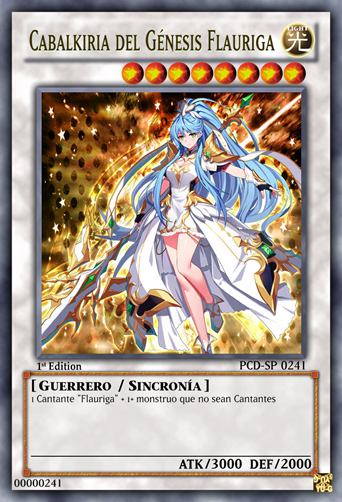 CABALKIRIA DEL GÉNESIS FLAURIGA
LIGHT
光
1st Edition
PCD-SP 0241
[ GUERRERO / SINCRONÍA ]
1 Cantante "Flauriga" + 1+ monstruo que no sean Cantantes
ATK/3000 DEF/2000
00000241